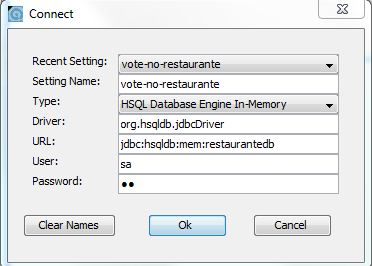 Connect
Recent Setting: vote-no-restaurante
Setting Name: vote-no-restaurante
Type: HSQL Database Engine In-Memory
Driver: org.hsqldb.jdbcDriver
URL: jdbc:hsqldb:mem:restaurantedb
User: sa
Password: ●●
Clear Names Ok Cancel